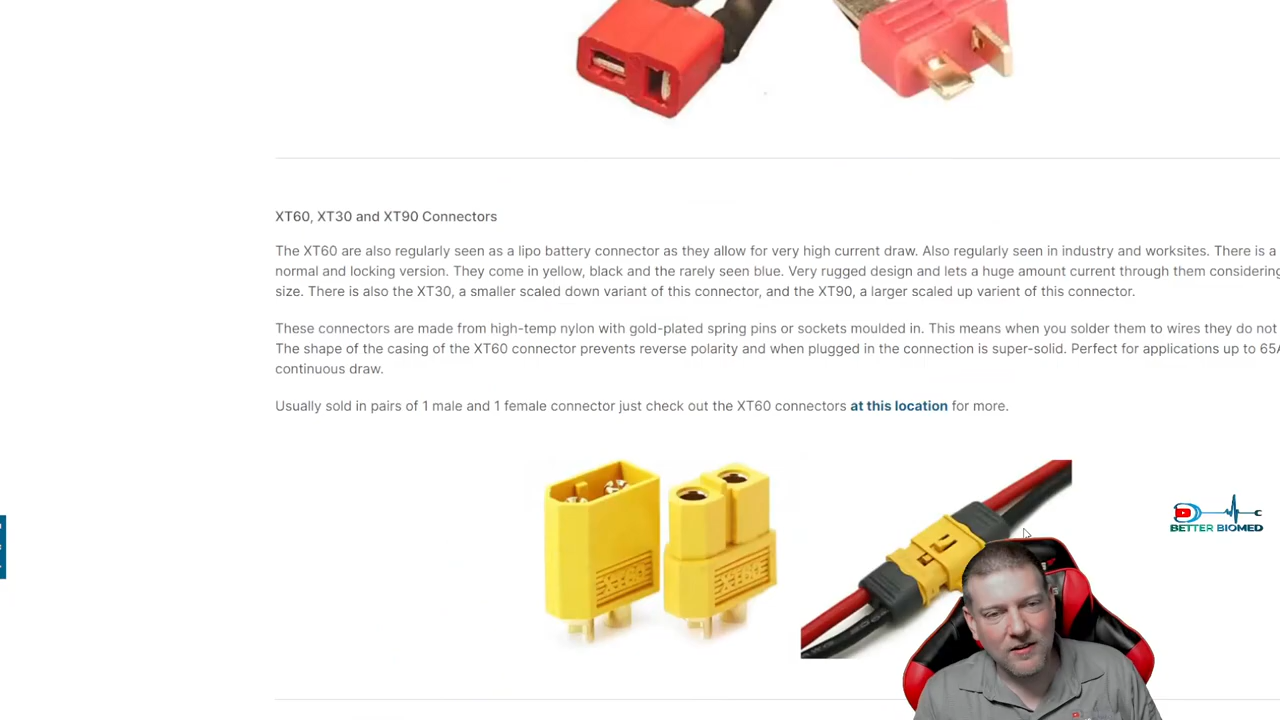 XT60, XT30 and XT90 Connectors
The XT60 are also regularly seen as a lipo battery connector as they allow for very high current draw. Also regularly seen in industry and worksites. There is a
normal and locking version. They come in yellow, black and the rarely seen blue. Very rugged design and lets a huge amount current through them considering
size. There is also the XT30, a smaller scaled down variant of this connector, and the XT90, a larger scaled up varient of this connector.
These connectors are made from high-temp nylon with gold-plated spring pins or sockets moulded in. This means when you solder them to wires they do not
The shape of the casing of the XT60 connector prevents reverse polarity and when plugged in the connection is super-solid. Perfect for applications up to 65A
continuous draw.
Usually sold in pairs of 1 male and 1 female connector just check out the XT60 connectors at this location for more.
XT60
XT60
BETTER BIOMED